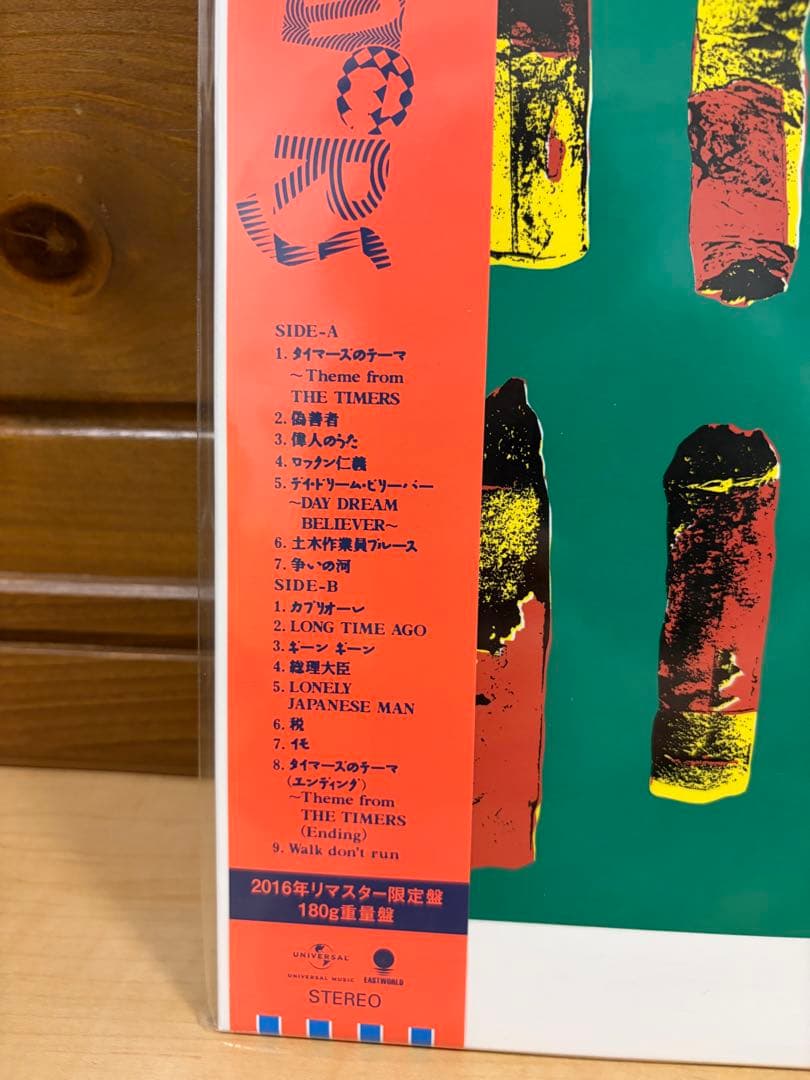 SIDE-A
1. タイマーズのテーマ
~Theme from
THE TIMERS
2. 偽善者
3. 偉人のうた
4. ロックン仁義
5. デイ・ドリーム・ビリーバー
~DAY DREAM
BELIEVER~
6. 土木作業員ブルース
7. 争いの河
SIDE-B
1. カプリオーレ
2. LONG TIME AGO
3. ギーンギーン
4. 総理大臣
5. LONELY
JAPANESE MAN
6. 税
7. イモ
8. タイマーズのテーマ
(エンディング)
~Theme from
THE TIMERS
(Ending)
9. Walk don't run
2016年リマスター限定盤
180g重量盤
UNIVERSAL
UNIVERSAL MUSIC
EASTWORLD
STEREO